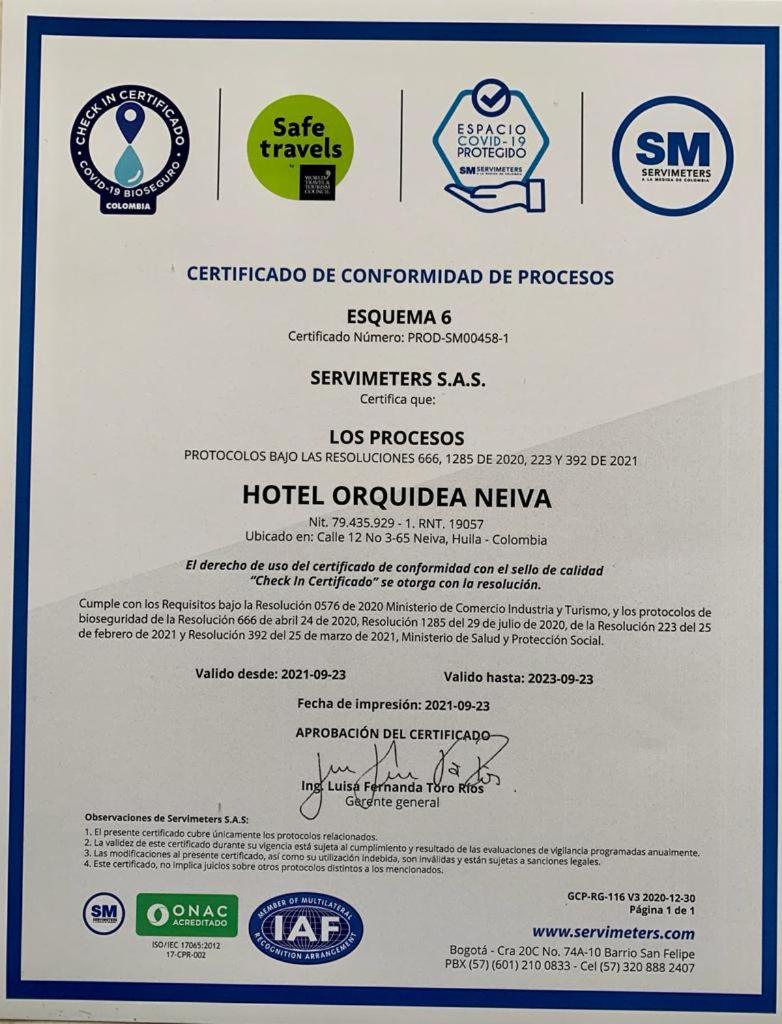 CHECK IN CERTIFICADO
COVID-19 BIOSEGURO
COLOMBIA
Safe
travels
by
WORLD
TRAVEL &
TOURISM
COUNCIL
ESPACIO
COVID-19
PROTEGIDO
SM SERVIMETERS
SM
SERVIMETERS
A LA MEDIDA DE COLOMBIA
CERTIFICADO DE CONFORMIDAD DE PROCESOS
ESQUEMA 6
Certificado Número: PROD-SM00458-1
SERVIMETERS S.A.S.
Certifica que:
LOS PROCESOS
PROTOCOLOS BAJO LAS RESOLUCIONES 666, 1285 DE 2020, 223 Y 392 DE 2021
HOTEL ORQUIDEA NEIVA
Nit. 79.435.929 - 1. RNT. 19057
Ubicado en: Calle 12 No 3-65 Neiva, Huila - Colombia
El derecho de uso del certificado de conformidad con el sello de calidad
“Check In Certificado” se otorga con la resolución.
Cumple con los Requisitos bajo la Resolución 0576 de 2020 Ministerio de Comercio Industria y Turismo, y los protocolos de
bioseguridad de la Resolución 666 de abril 24 de 2020, Resolución 1285 del 29 de julio de 2020, de la Resolución 223 del 25
de febrero de 2021 y Resolución 392 del 25 de marzo de 2021, Ministerio de Salud y Protección Social.
Valido desde: 2021-09-23 Valido hasta: 2023-09-23
Fecha de impresión: 2021-09-23
APROBACIÓN DEL CERTIFICADO
Ing. Luisa Fernanda Toro Ríos
Gerente general
Observaciones de Servimeters S.A.S:
1. El presente certificado cubre únicamente los protocolos relacionados.
2. La validez de este certificado durante su vigencia está sujeta al cumplimiento y resultado de las evaluaciones de vigilancia programadas anualmente.
3. Las modificaciones al presente certificado, así como su utilización indebida, son inválidas y están sujetas a sanciones legales.
4. Este certificado, no implica juicios sobre otros protocolos distintos a los mencionados.
SM
SERVIMETERS
ONAC
ACREDITADO
ISO/IEC 17065:2012
17-CPR-002
MEMBER OF MULTILATERAL
IAF
RECOGNITION ARRANGEMENT
GCP-RG-116 V3 2020-12-30
Página 1 de 1
www.servimeters.com
Bogotá - Cra 20C No. 74A-10 Barrio San Felipe
PBX (57) (601) 210 0833 - Cel (57) 320 888 2407